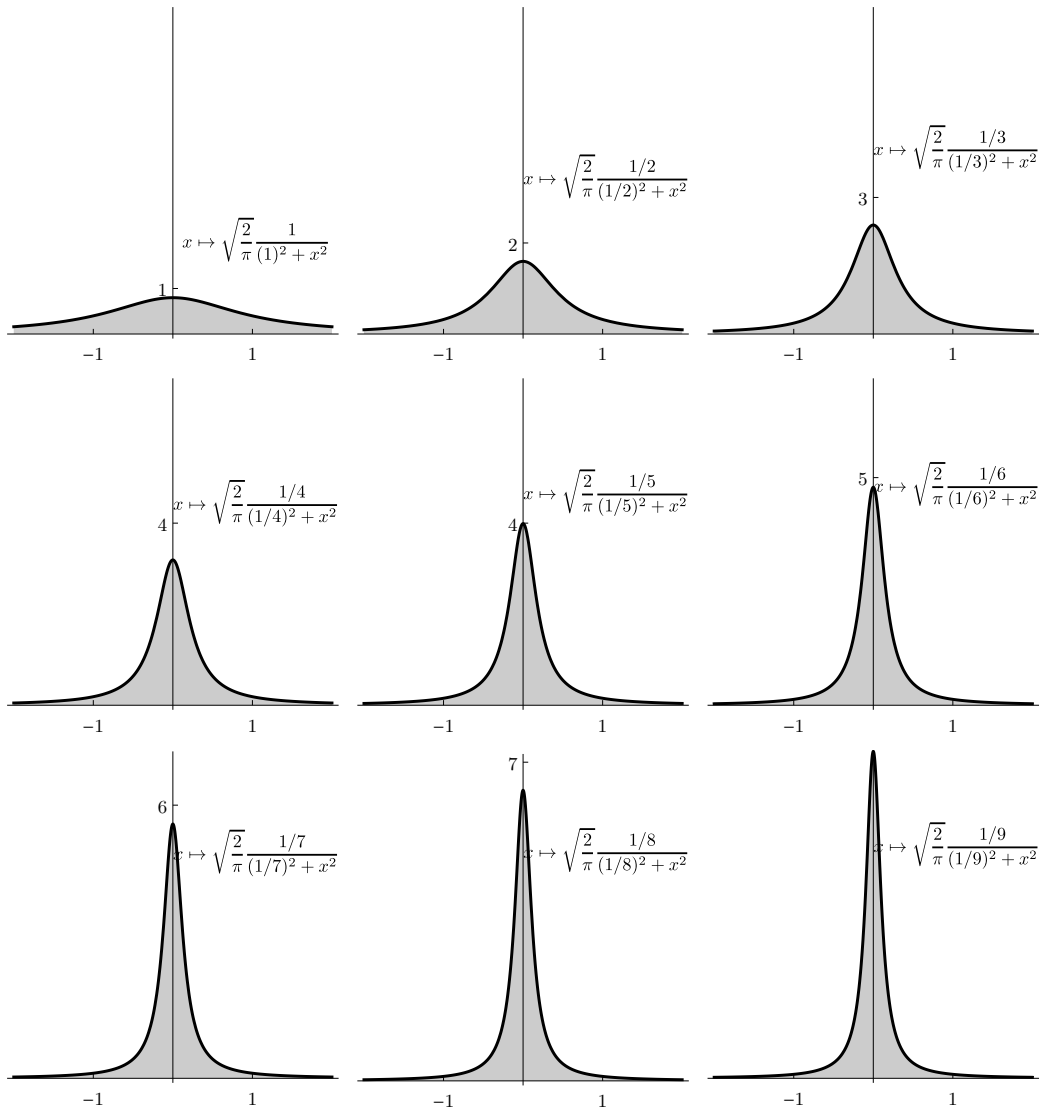 x ↦ √(2/π) 1/((1)² + x²)
1
−1 1
x ↦ √(2/π) (1/2)/((1/2)² + x²)
2
−1 1
x ↦ √(2/π) (1/3)/((1/3)² + x²)
3
−1 1
x ↦ √(2/π) (1/4)/((1/4)² + x²)
4
−1 1
x ↦ √(2/π) (1/5)/((1/5)² + x²)
4
−1 1
x ↦ √(2/π) (1/6)/((1/6)² + x²)
5
−1 1
6
x ↦ √(2/π) (1/7)/((1/7)² + x²)
−1 1
7
x ↦ √(2/π) (1/8)/((1/8)² + x²)
−1 1
x ↦ √(2/π) (1/9)/((1/9)² + x²)
−1 1